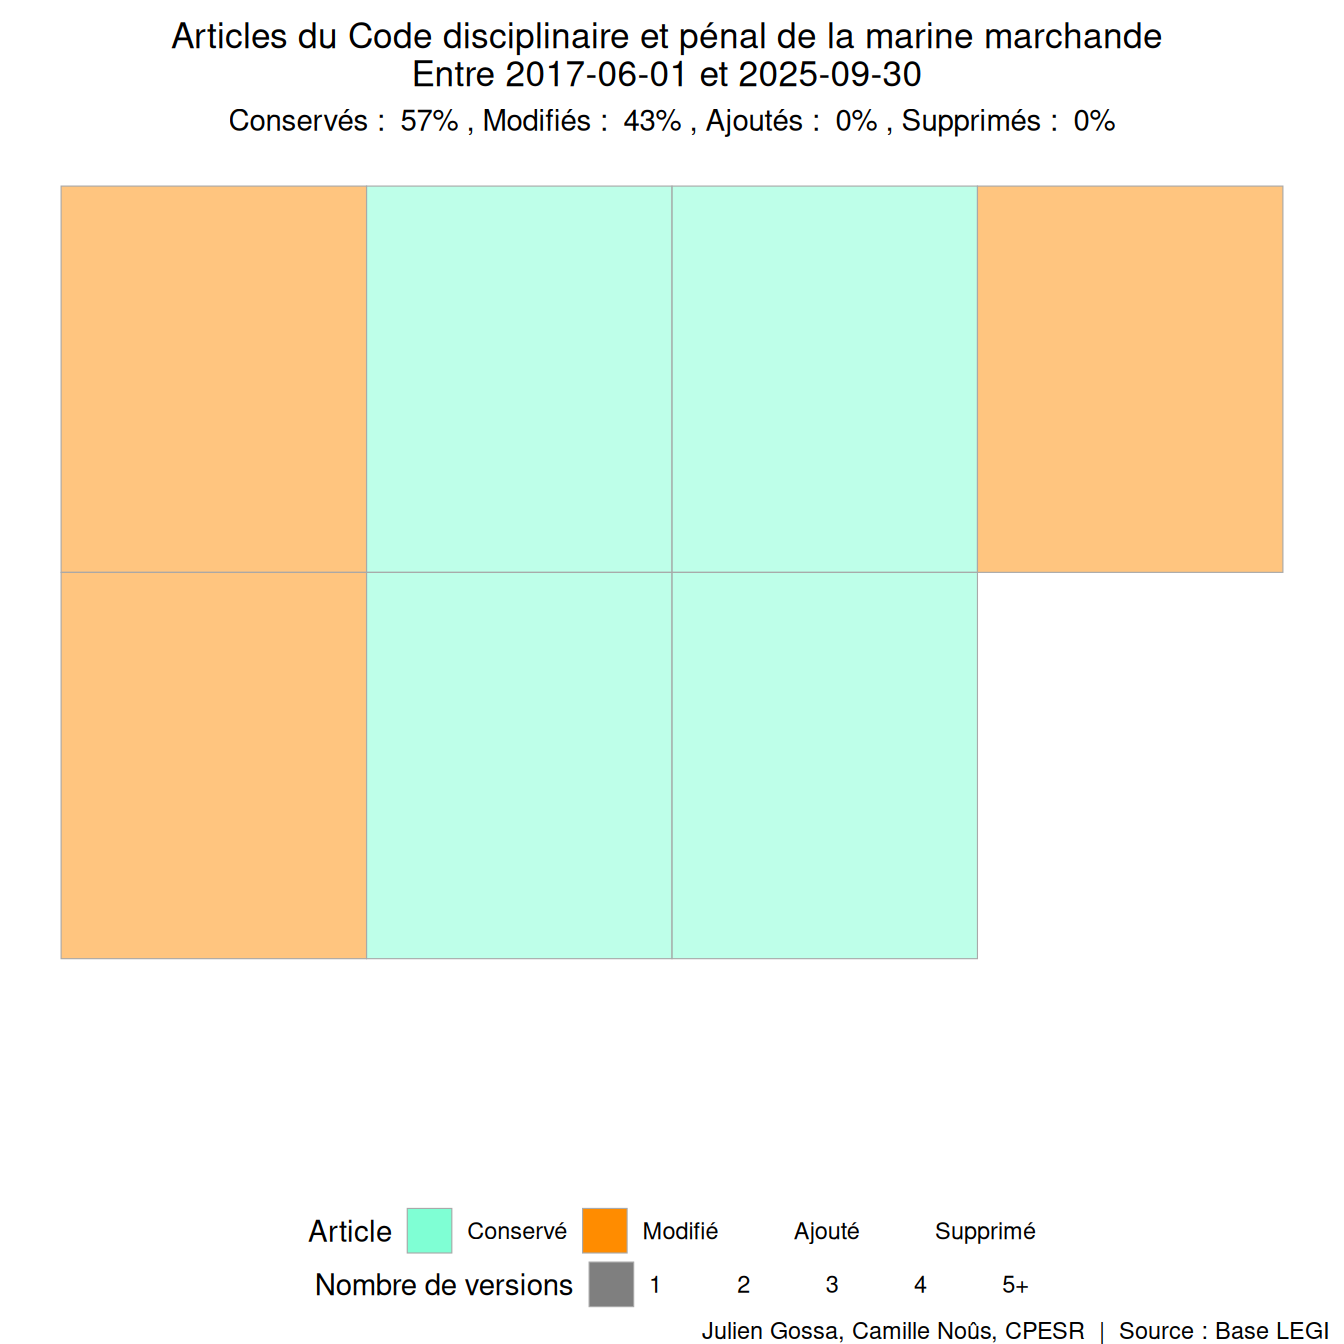 Articles du Code disciplinaire et pénal de la marine marchande
Entre 2017-06-01 et 2025-09-30
Conservés :  57% , Modifiés :  43% , Ajoutés :  0% , Supprimés :  0%
Article Conservé Modifié Ajouté Supprimé
Nombre de versions 1 2 3 4 5+
Julien Gossa, Camille Noûs, CPESR | Source : Base LEGI